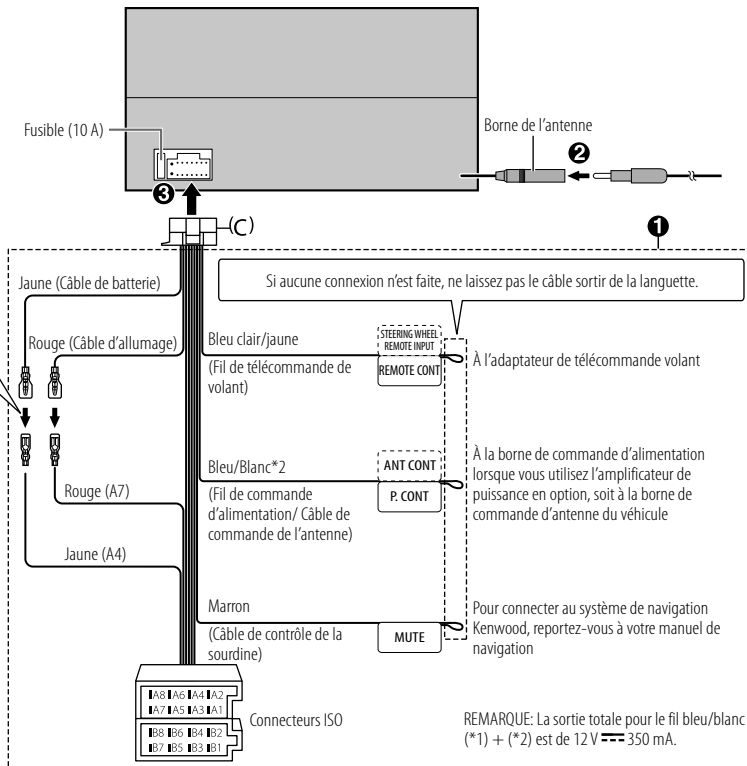 Fusible (10 A)
Borne de l'antenne
❷
❸
(C)
❶
Jaune (Câble de batterie)
Si aucune connexion n'est faite, ne laissez pas le câble sortir de la languette.
Rouge (Câble d'allumage)
Bleu clair/jaune
(Fil de télécommande de
volant)
STEERING WHEEL
REMOTE INPUT
REMOTE CONT
À l'adaptateur de télécommande volant
Bleu/Blanc*2
(Fil de commande
d'alimentation/ Câble de
commande de l'antenne)
ANT CONT
P. CONT
À la borne de commande d'alimentation
lorsque vous utilisez l'amplificateur de
puissance en option, soit à la borne de
commande d'antenne du véhicule
Rouge (A7)
Jaune (A4)
Marron
(Câble de contrôle de la
sourdine)
MUTE
Pour connecter au système de navigation
Kenwood, reportez-vous à votre manuel de
navigation
A8 A6 A4 A2
A7 A5 A3 A1
B8 B6 B4 B2
B7 B5 B3 B1
Connecteurs ISO
REMARQUE: La sortie totale pour le fil bleu/blanc
(*1) + (*2) est de 12 V ⎓ 350 mA.